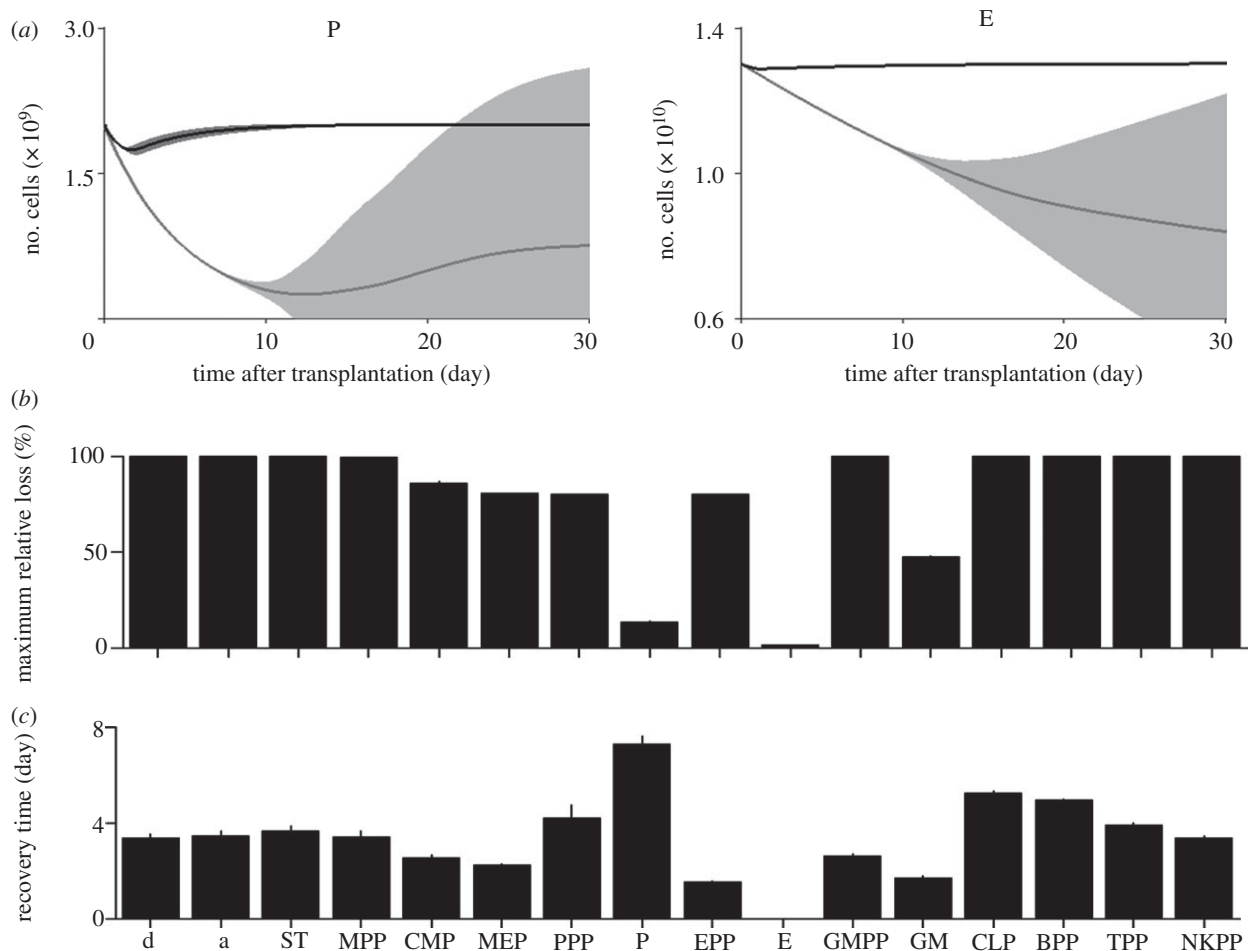 (a)
P
E
3.0
1.5
0
no. cells (× 10⁹)
0 10 20 30
time after transplantation (day)
1.4
1.0
0.6
no. cells (× 10¹⁰)
0 10 20 30
time after transplantation (day)
(b)
maximum relative loss (%)
100
50
0
(c)
recovery time (day)
8
4
0
d a ST MPP CMP MEP PPP P EPP E GMPP GM CLP BPP TPP NKPP